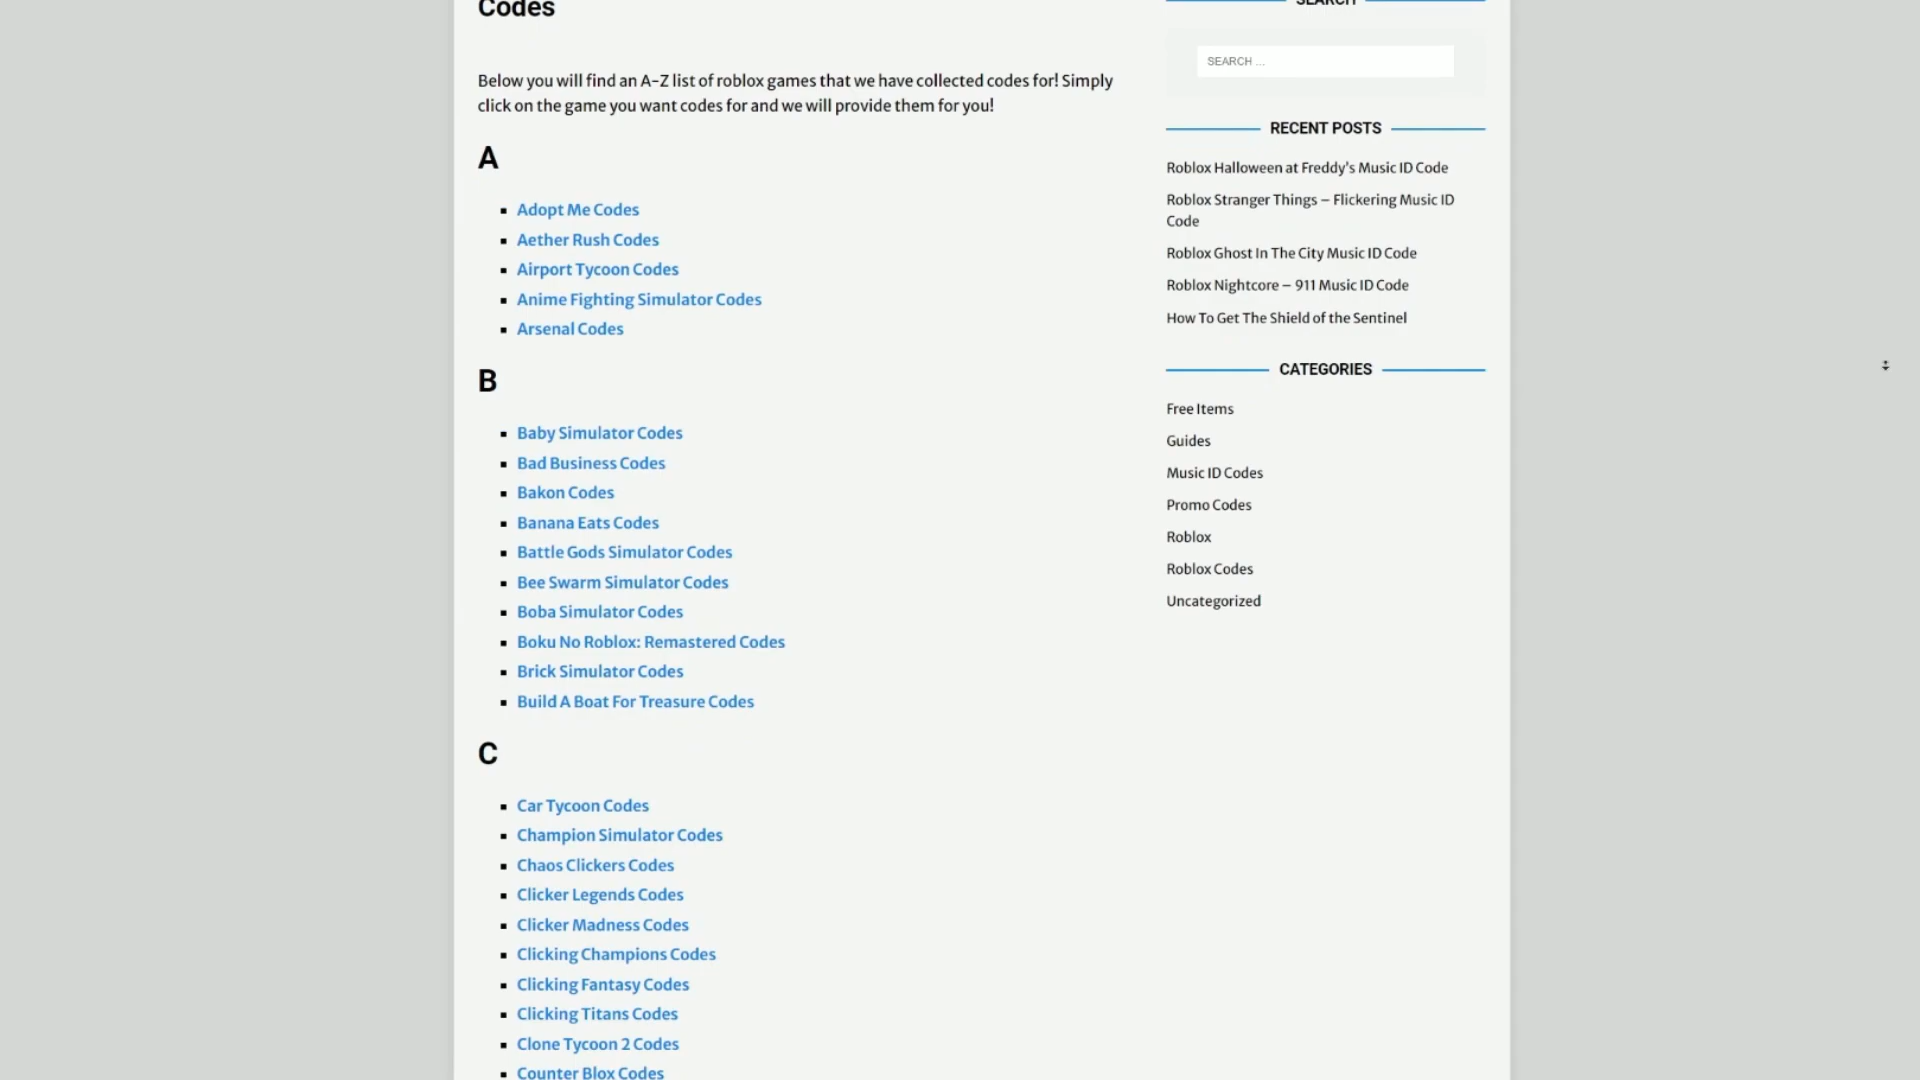 Codes
Below you will find an A-Z list of roblox games that we have collected codes for! Simply
click on the game you want codes for and we will provide them for you!
A
Adopt Me Codes
Aether Rush Codes
Airport Tycoon Codes
Anime Fighting Simulator Codes
Arsenal Codes
B
Baby Simulator Codes
Bad Business Codes
Bakon Codes
Banana Eats Codes
Battle Gods Simulator Codes
Bee Swarm Simulator Codes
Boba Simulator Codes
Boku No Roblox: Remastered Codes
Brick Simulator Codes
Build A Boat For Treasure Codes
C
Car Tycoon Codes
Champion Simulator Codes
Chaos Clickers Codes
Clicker Legends Codes
Clicker Madness Codes
Clicking Champions Codes
Clicking Fantasy Codes
Clicking Titans Codes
Clone Tycoon 2 Codes
Counter Blox Codes
SEARCH
SEARCH ...
RECENT POSTS
Roblox Halloween at Freddy's Music ID Code
Roblox Stranger Things – Flickering Music ID
Code
Roblox Ghost In The City Music ID Code
Roblox Nightcore – 911 Music ID Code
How To Get The Shield of the Sentinel
CATEGORIES
Free Items
Guides
Music ID Codes
Promo Codes
Roblox
Roblox Codes
Uncategorized